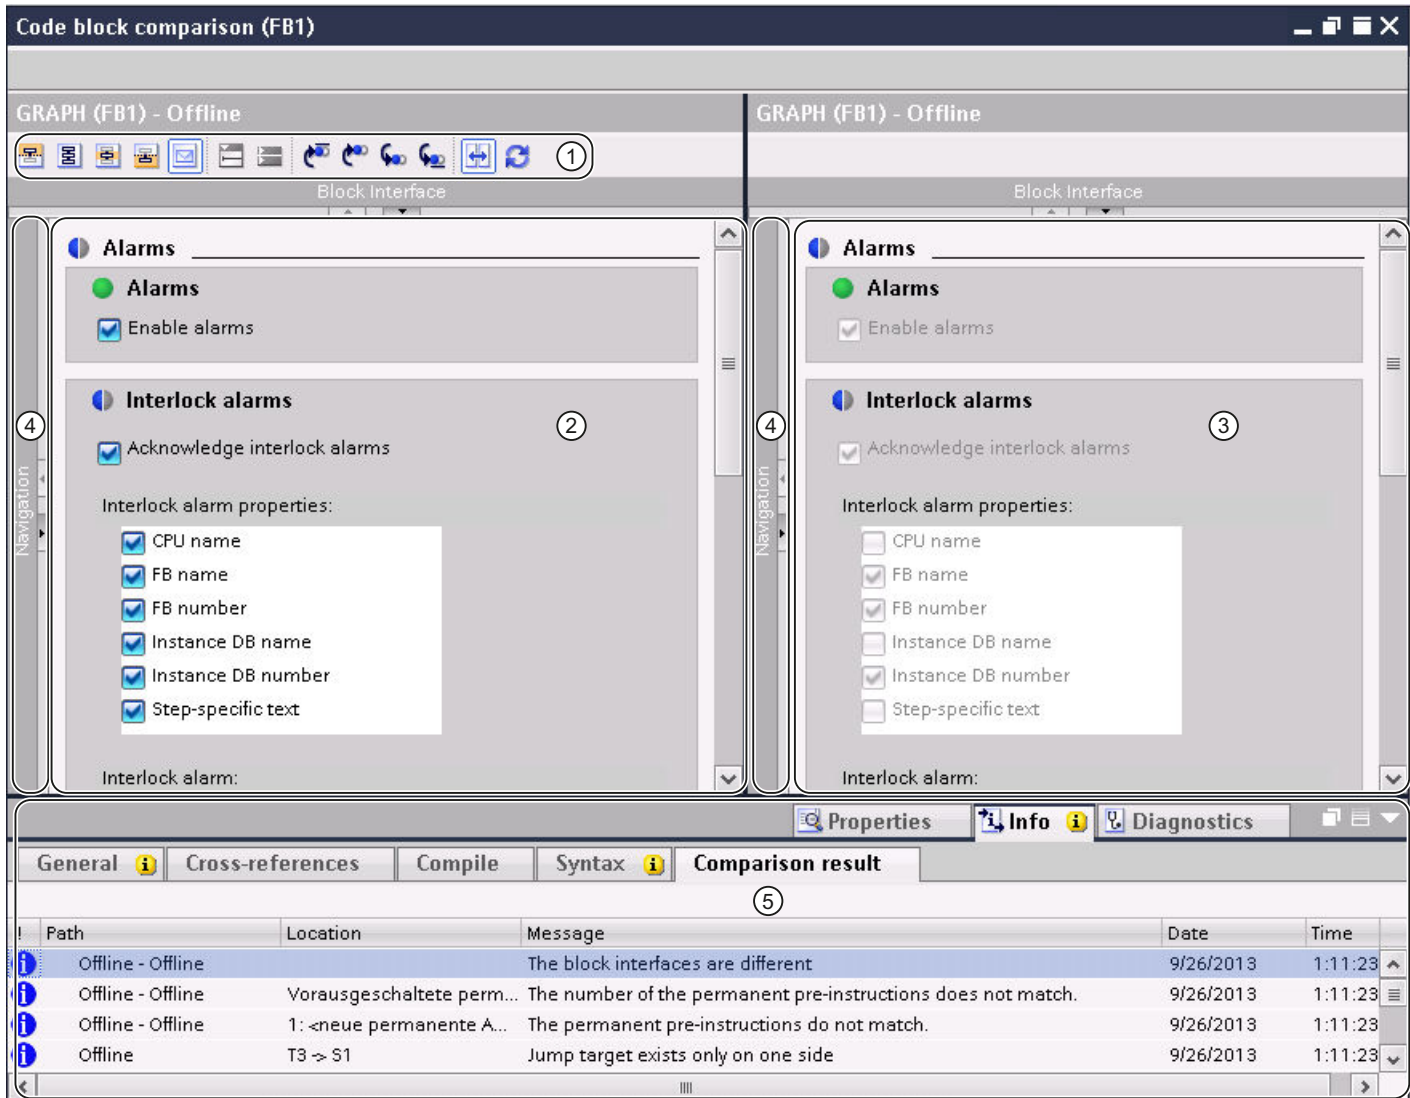 Code block comparison (FB1)
GRAPH (FB1) - Offline
GRAPH (FB1) - Offline
1
Block Interface
Block Interface
Navigation
4
Alarms
Alarms
Enable alarms
Interlock alarms
2
Acknowledge interlock alarms
Interlock alarm properties:
CPU name
FB name
FB number
Instance DB name
Instance DB number
Step-specific text
Interlock alarm:
Navigation
4
Alarms
Alarms
Enable alarms
Interlock alarms
3
Acknowledge interlock alarms
Interlock alarm properties:
CPU name
FB name
FB number
Instance DB name
Instance DB number
Step-specific text
Interlock alarm:
Properties Info Diagnostics
General Cross-references Compile Syntax Comparison result
5
! Path Location Message Date Time
Offline - Offline The block interfaces are different 9/26/2013 1:11:23
Offline - Offline Vorausgeschaltete perm... The number of the permanent pre-instructions does not match. 9/26/2013 1:11:23
Offline - Offline 1: <neue permanente A... The permanent pre-instructions do not match. 9/26/2013 1:11:23
Offline T3 -> S1 Jump target exists only on one side 9/26/2013 1:11:23